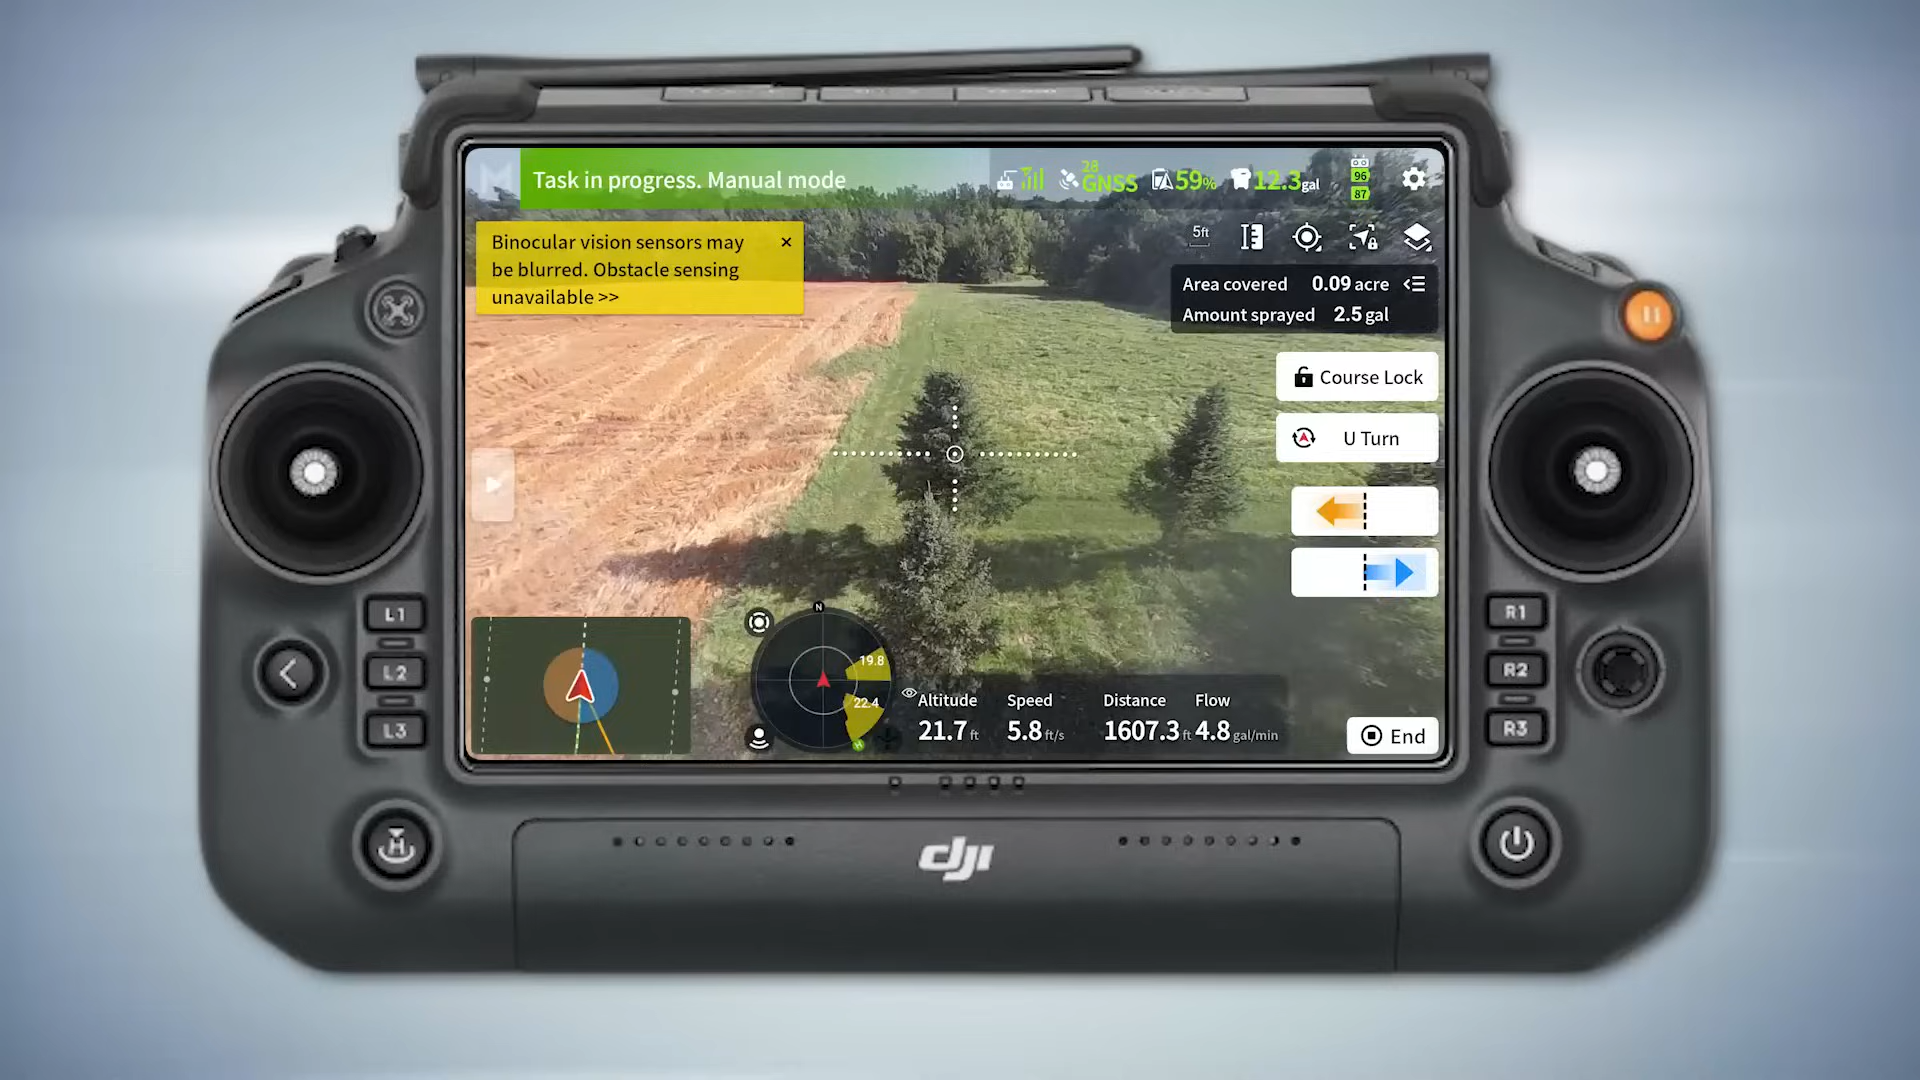 M
Task in progress. Manual mode
28
GNSS
59%
12.3gal
96
87
Binocular vision sensors may
be blurred. Obstacle sensing
unavailable >>
5ft
Area covered 0.09 acre
Amount sprayed 2.5 gal
Course Lock
U Turn
N
19.8
22.4
H
Altitude Speed Distance Flow
21.7 ft 5.8 ft/s 1607.3 ft 4.8 gal/min
End
L1
L2
L3
R1
R2
R3
H
dji